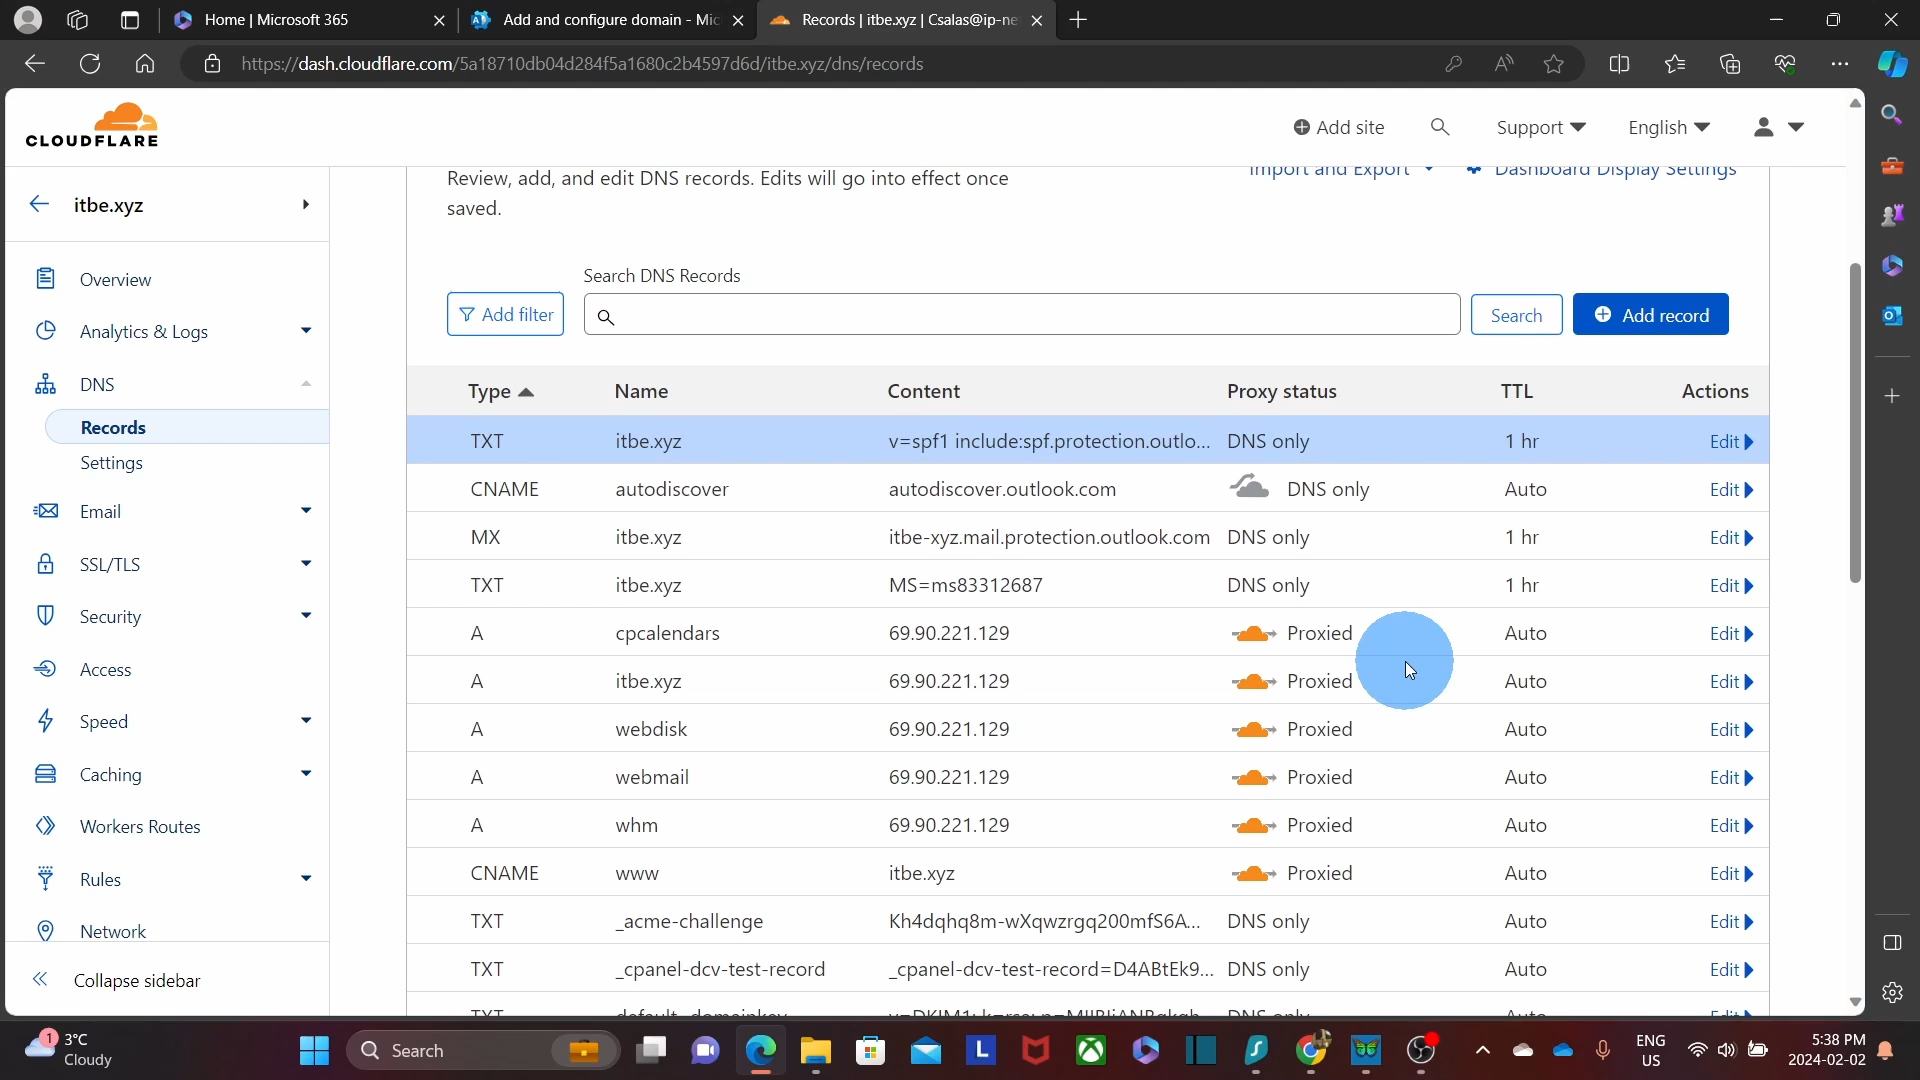 Home | Microsoft 365
Add and configure domain - Mic
Records | itbe.xyz | Csalas@ip-ne
https://dash.cloudflare.com/5a18710db04d284f5a1680c2b4597d6d/itbe.xyz/dns/records
CLOUDFLARE
Add site
Support
English
itbe.xyz
Overview
Analytics & Logs
DNS
Records
Settings
Email
SSL/TLS
Security
Access
Speed
Caching
Workers Routes
Rules
Network
Collapse sidebar
Review, add, and edit DNS records. Edits will go into effect once
saved.
Import and Export
Dashboard Display Settings
Search DNS Records
Add filter
Search
Add record
Type Name Content Proxy status TTL Actions
TXT itbe.xyz v=spf1 include:spf.protection.outlo... DNS only 1 hr Edit
CNAME autodiscover autodiscover.outlook.com DNS only Auto Edit
MX itbe.xyz itbe-xyz.mail.protection.outlook.com DNS only 1 hr Edit
TXT itbe.xyz MS=ms83312687 DNS only 1 hr Edit
A cpcalendars 69.90.221.129 Proxied Auto Edit
A itbe.xyz 69.90.221.129 Proxied Auto Edit
A webdisk 69.90.221.129 Proxied Auto Edit
A webmail 69.90.221.129 Proxied Auto Edit
A whm 69.90.221.129 Proxied Auto Edit
CNAME www itbe.xyz Proxied Auto Edit
TXT _acme-challenge Kh4dqhq8m-wXqwzrgq200mfS6A... DNS only Auto Edit
TXT _cpanel-dcv-test-record _cpanel-dcv-test-record=D4ABtEk9... DNS only Auto Edit
1
3°C
Cloudy
Search
ENG
US
5:38 PM
2024-02-02